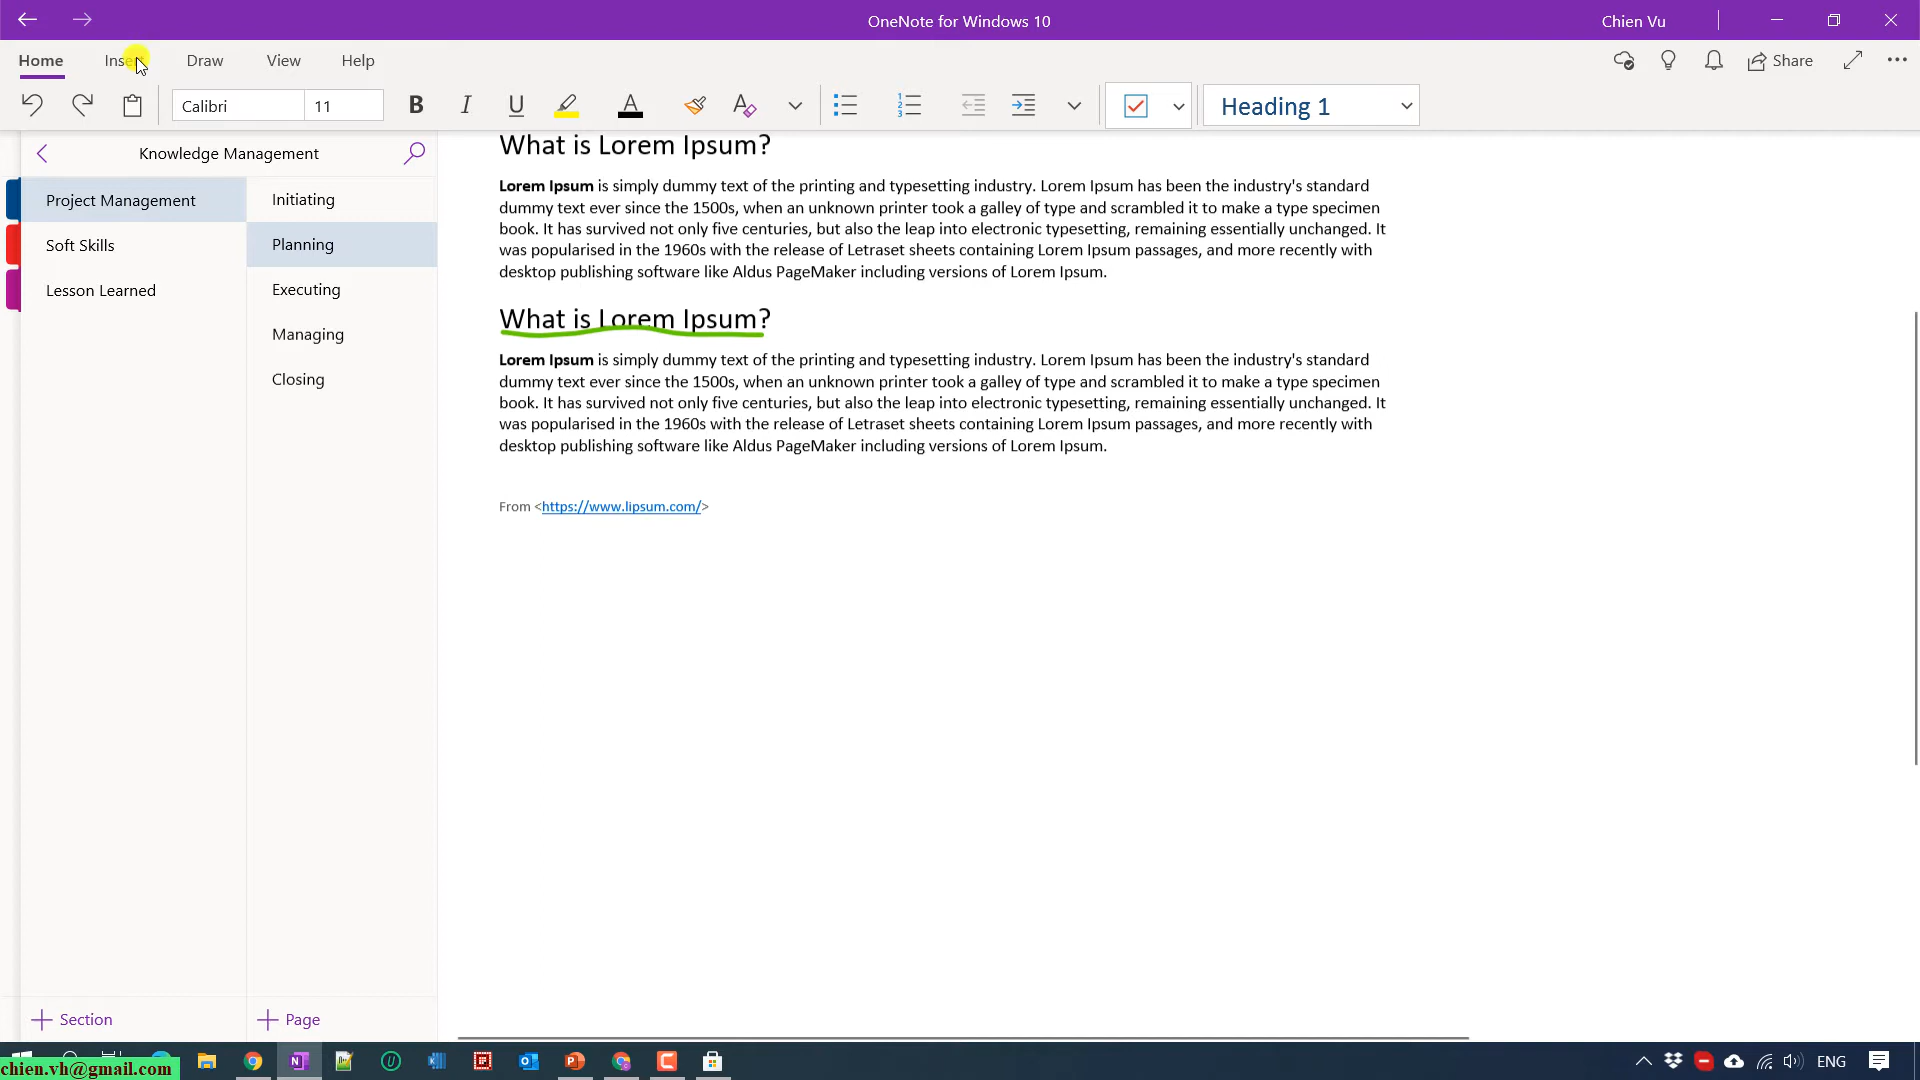 OneNote for Windows 10
Chien Vu
Home
Insert
Draw
View
Help
Share
Calibri
11
B
I
U
A
A
Heading 1
Knowledge Management
Project Management
Soft Skills
Lesson Learned
Initiating
Planning
Executing
Managing
Closing
What is Lorem Ipsum?
Lorem Ipsum is simply dummy text of the printing and typesetting industry. Lorem Ipsum has been the industry's standard
dummy text ever since the 1500s, when an unknown printer took a galley of type and scrambled it to make a type specimen
book. It has survived not only five centuries, but also the leap into electronic typesetting, remaining essentially unchanged. It
was popularised in the 1960s with the release of Letraset sheets containing Lorem Ipsum passages, and more recently with
desktop publishing software like Aldus PageMaker including versions of Lorem Ipsum.
What is Lorem Ipsum?
Lorem Ipsum is simply dummy text of the printing and typesetting industry. Lorem Ipsum has been the industry's standard
dummy text ever since the 1500s, when an unknown printer took a galley of type and scrambled it to make a type specimen
book. It has survived not only five centuries, but also the leap into electronic typesetting, remaining essentially unchanged. It
was popularised in the 1960s with the release of Letraset sheets containing Lorem Ipsum passages, and more recently with
desktop publishing software like Aldus PageMaker including versions of Lorem Ipsum.
From <https://www.lipsum.com/>
Section
Page
chien.vh@gmail.com
ENG